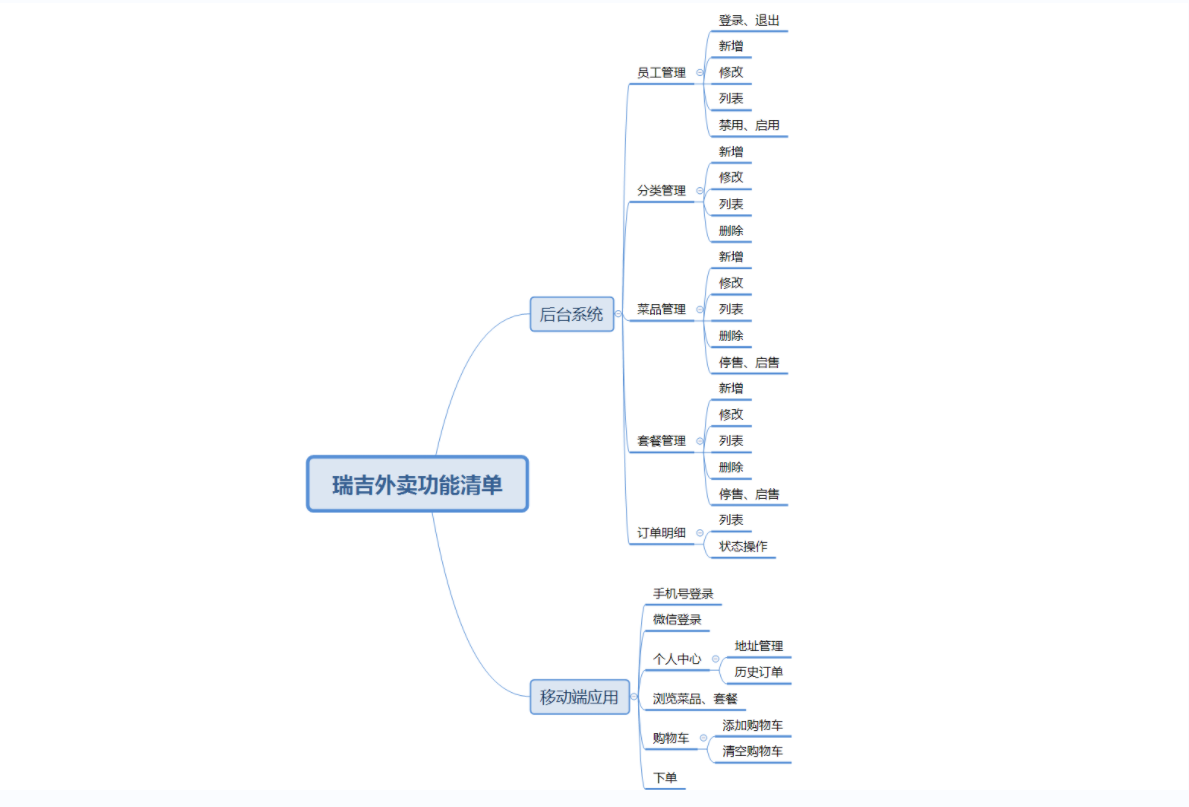 瑞吉外卖功能清单
后台系统
员工管理
登录、退出
新增
修改
列表
禁用、启用
分类管理
新增
修改
列表
删除
菜品管理
新增
修改
列表
删除
停售、启售
套餐管理
新增
修改
列表
删除
停售、启售
订单明细
列表
状态操作
移动端应用
手机号登录
微信登录
个人中心
地址管理
历史订单
浏览菜品、套餐
购物车
添加购物车
清空购物车
下单